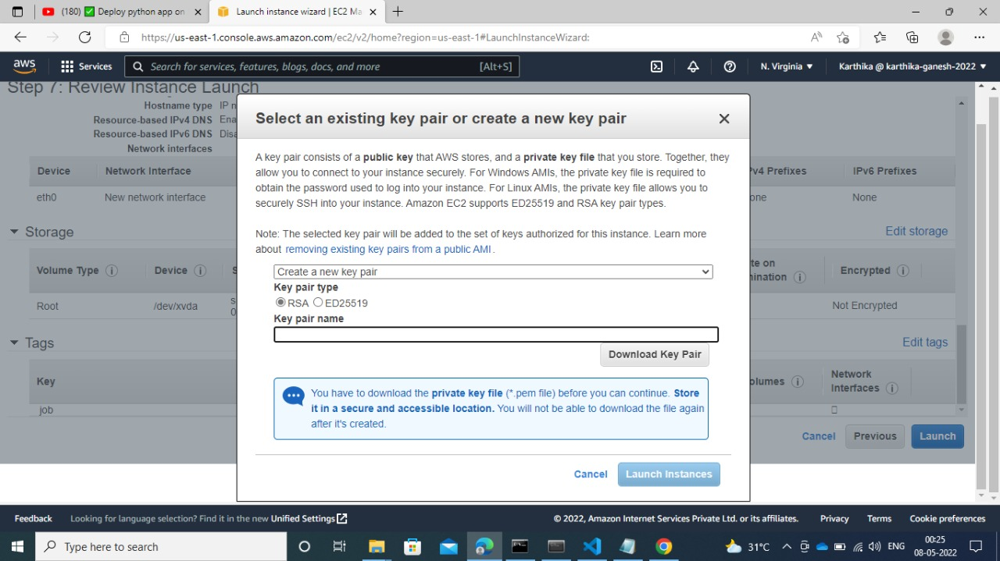 (180) ✅ Deploy python app on
Launch instance wizard | EC2 Ma
https://us-east-1.console.aws.amazon.com/ec2/v2/home?region=us-east-1#LaunchInstanceWizard:
aws
Services
Search for services, features, blogs, docs, and more
[Alt+S]
N. Virginia ▼
Karthika @ karthika-ganesh-2022 ▼
Step 7: Review Instance Launch
Hostname type IP n
Resource-based IPv4 DNS Ena
Resource-based IPv6 DNS Disa
Network interfaces
Device Network Interface
Pv4 Prefixes IPv6 Prefixes
eth0 New network interface
one None
Storage
Edit storage
Volume Type Device S
te on
mination
Encrypted
Root /dev/xvda
Not Encrypted
Tags
Edit tags
Key
olumes
Network
Interfaces
job
Cancel
Previous
Launch
Select an existing key pair or create a new key pair
A key pair consists of a public key that AWS stores, and a private key file that you store. Together, they
allow you to connect to your instance securely. For Windows AMIs, the private key file is required to
obtain the password used to log into your instance. For Linux AMIs, the private key file allows you to
securely SSH into your instance. Amazon EC2 supports ED25519 and RSA key pair types.
Note: The selected key pair will be added to the set of keys authorized for this instance. Learn more
about removing existing key pairs from a public AMI .
Create a new key pair
Key pair type
RSA ED25519
Key pair name
Download Key Pair
You have to download the private key file (*.pem file) before you can continue. Store
it in a secure and accessible location. You will not be able to download the file again
after it's created.
Cancel
Launch Instances
Feedback
Looking for language selection? Find it in the new Unified Settings
© 2022, Amazon Internet Services Private Ltd. or its affiliates.
Privacy
Terms
Cookie preferences
Type here to search
31°C
ENG
00:25
08-05-2022